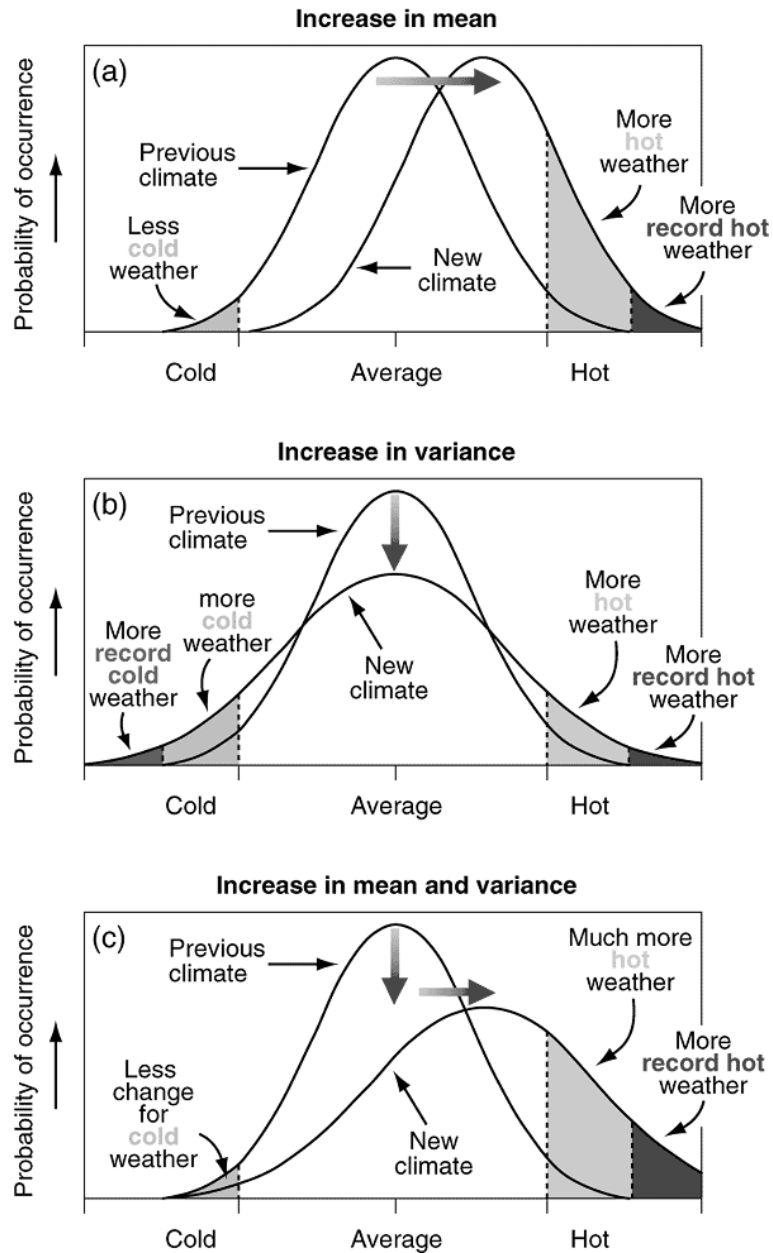 Increase in mean
(a)
Probability of occurrence
Previous
climate
Less
cold
weather
New
climate
More
hot
weather
More
record hot
weather
Cold
Average
Hot
Increase in variance
(b)
Probability of occurrence
Previous
climate
more
cold
weather
More
record
cold
weather
New
climate
More
hot
weather
More
record hot
weather
Cold
Average
Hot
Increase in mean and variance
(c)
Probability of occurrence
Previous
climate
Less
change
for
cold
weather
New
climate
Much more
hot
weather
More
record hot
weather
Cold
Average
Hot